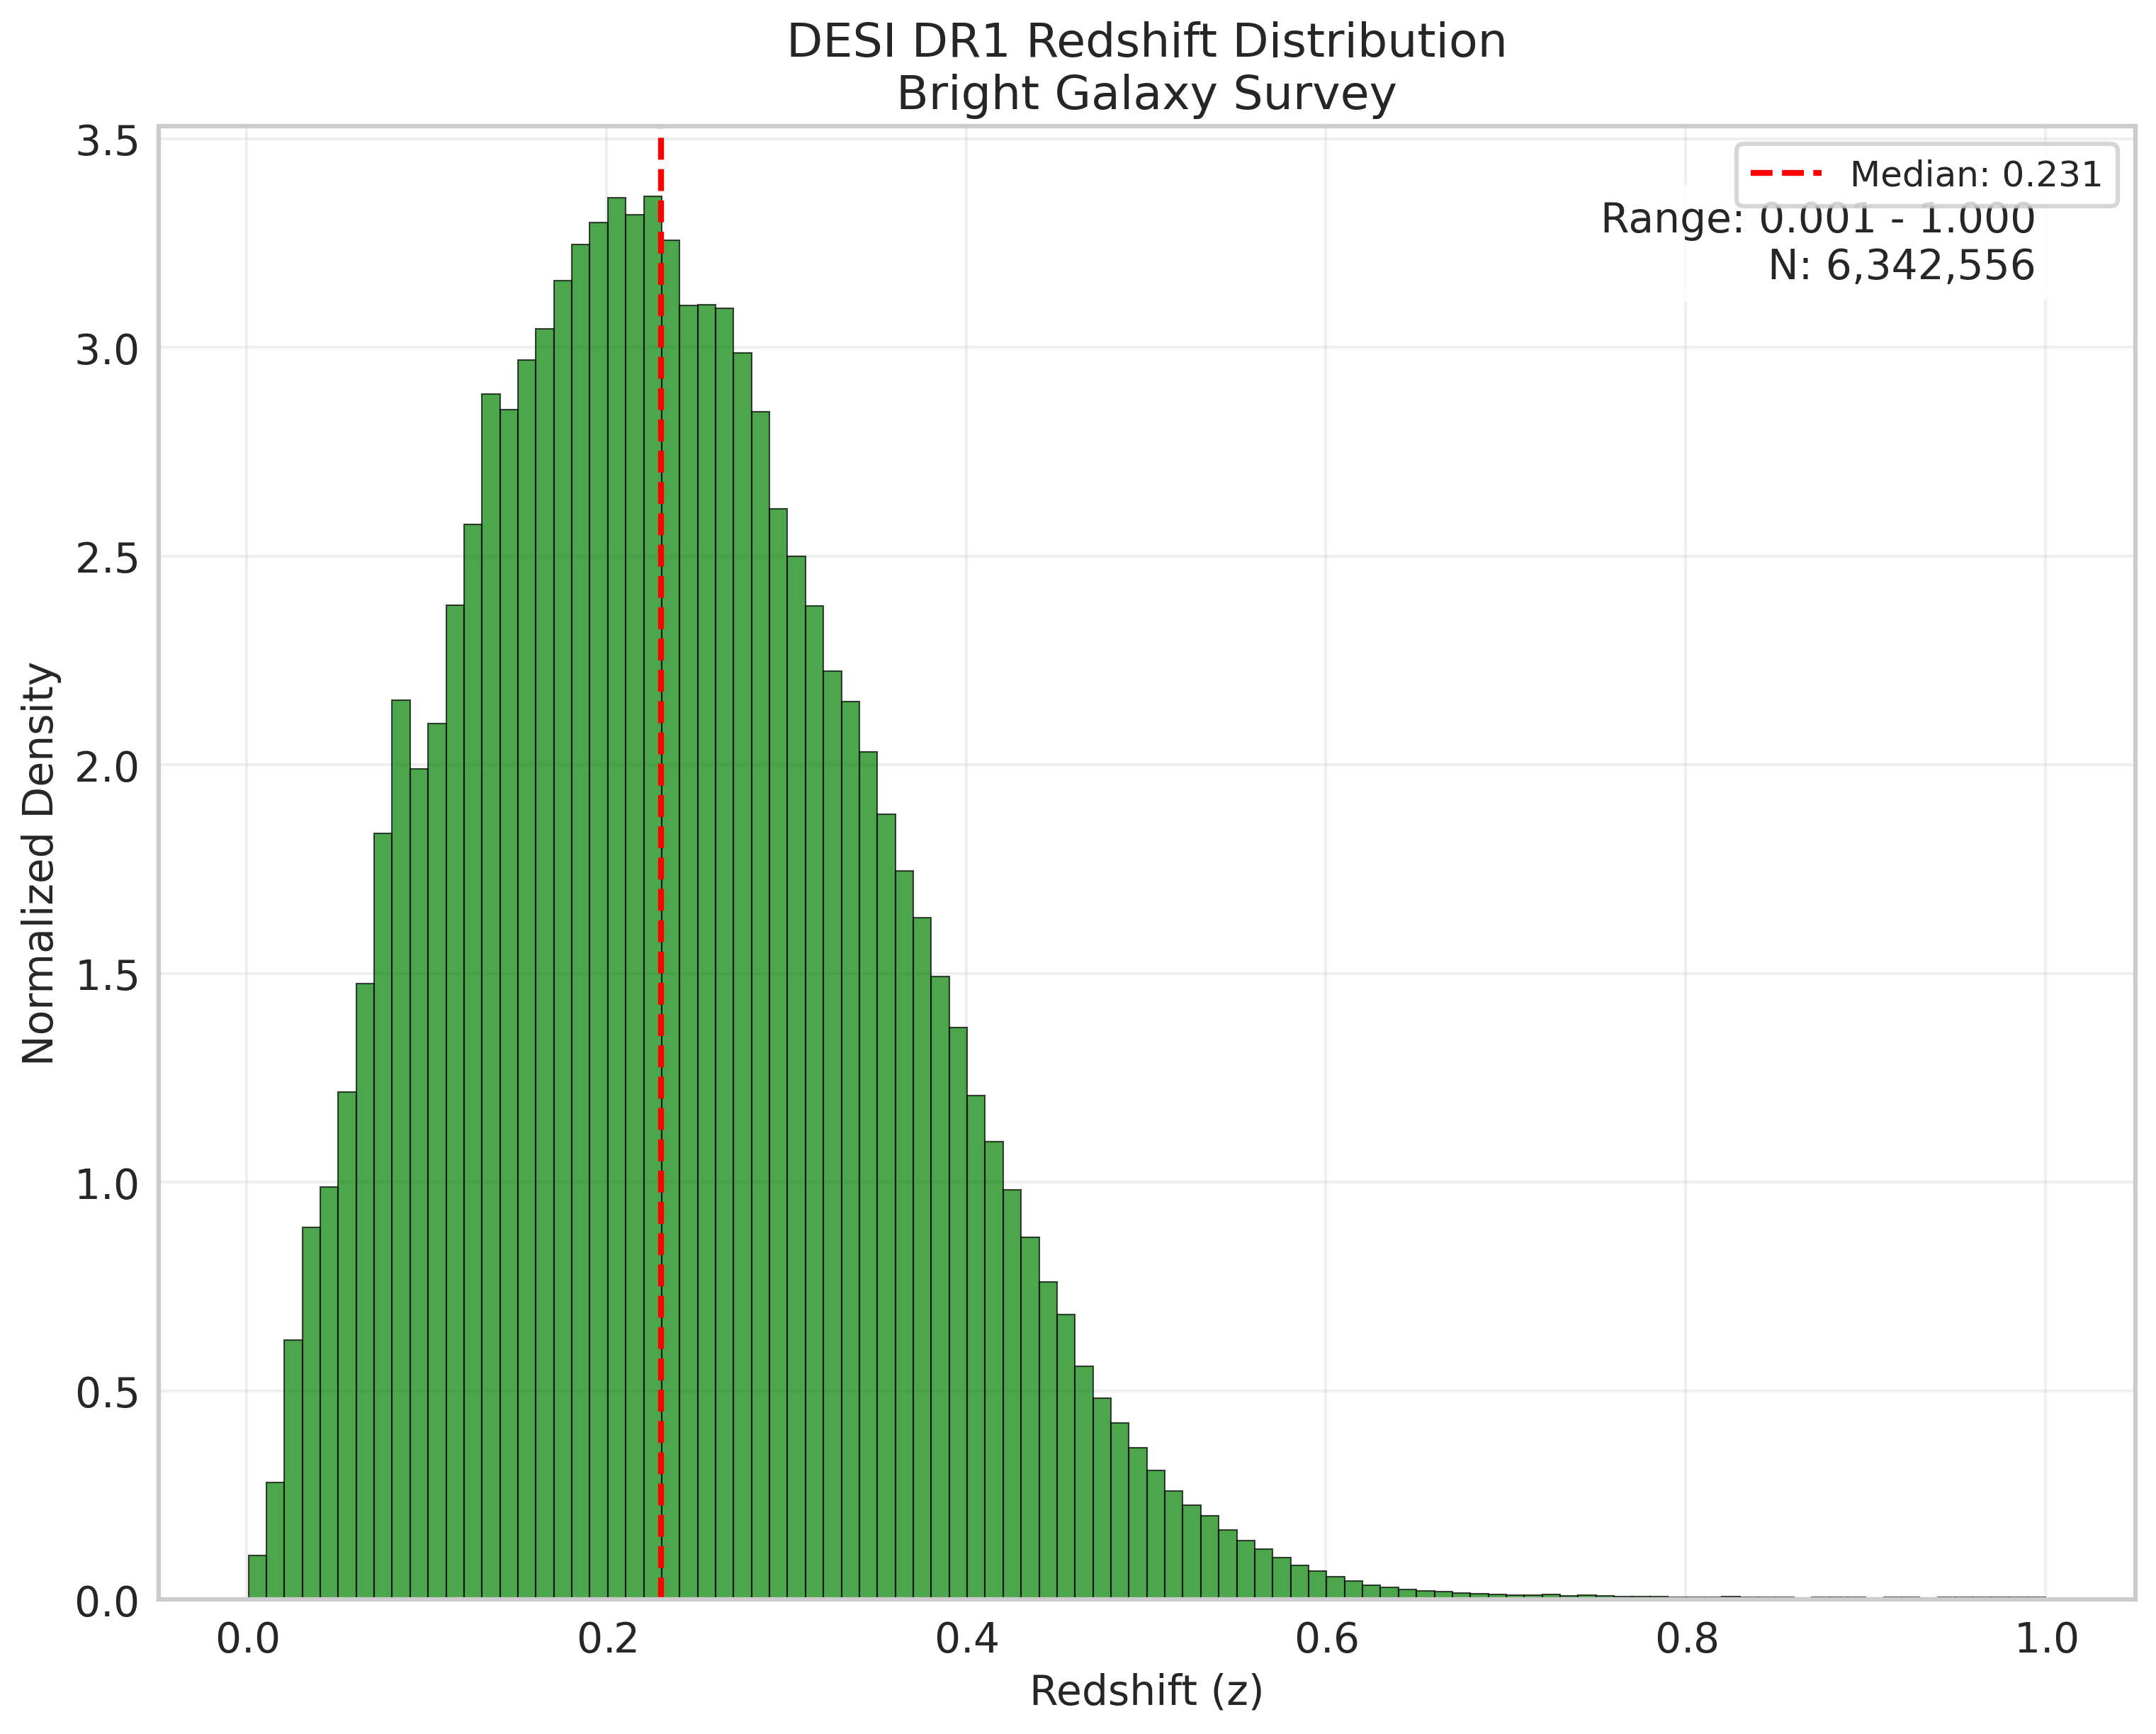 DESI DR1 Redshift Distribution
Bright Galaxy Survey
Median: 0.231
Range: 0.001 - 1.000
N: 6,342,556
Normalized Density
3.5
3.0
2.5
2.0
1.5
1.0
0.5
0.0
0.0 0.2 0.4 0.6 0.8 1.0
Redshift (z)